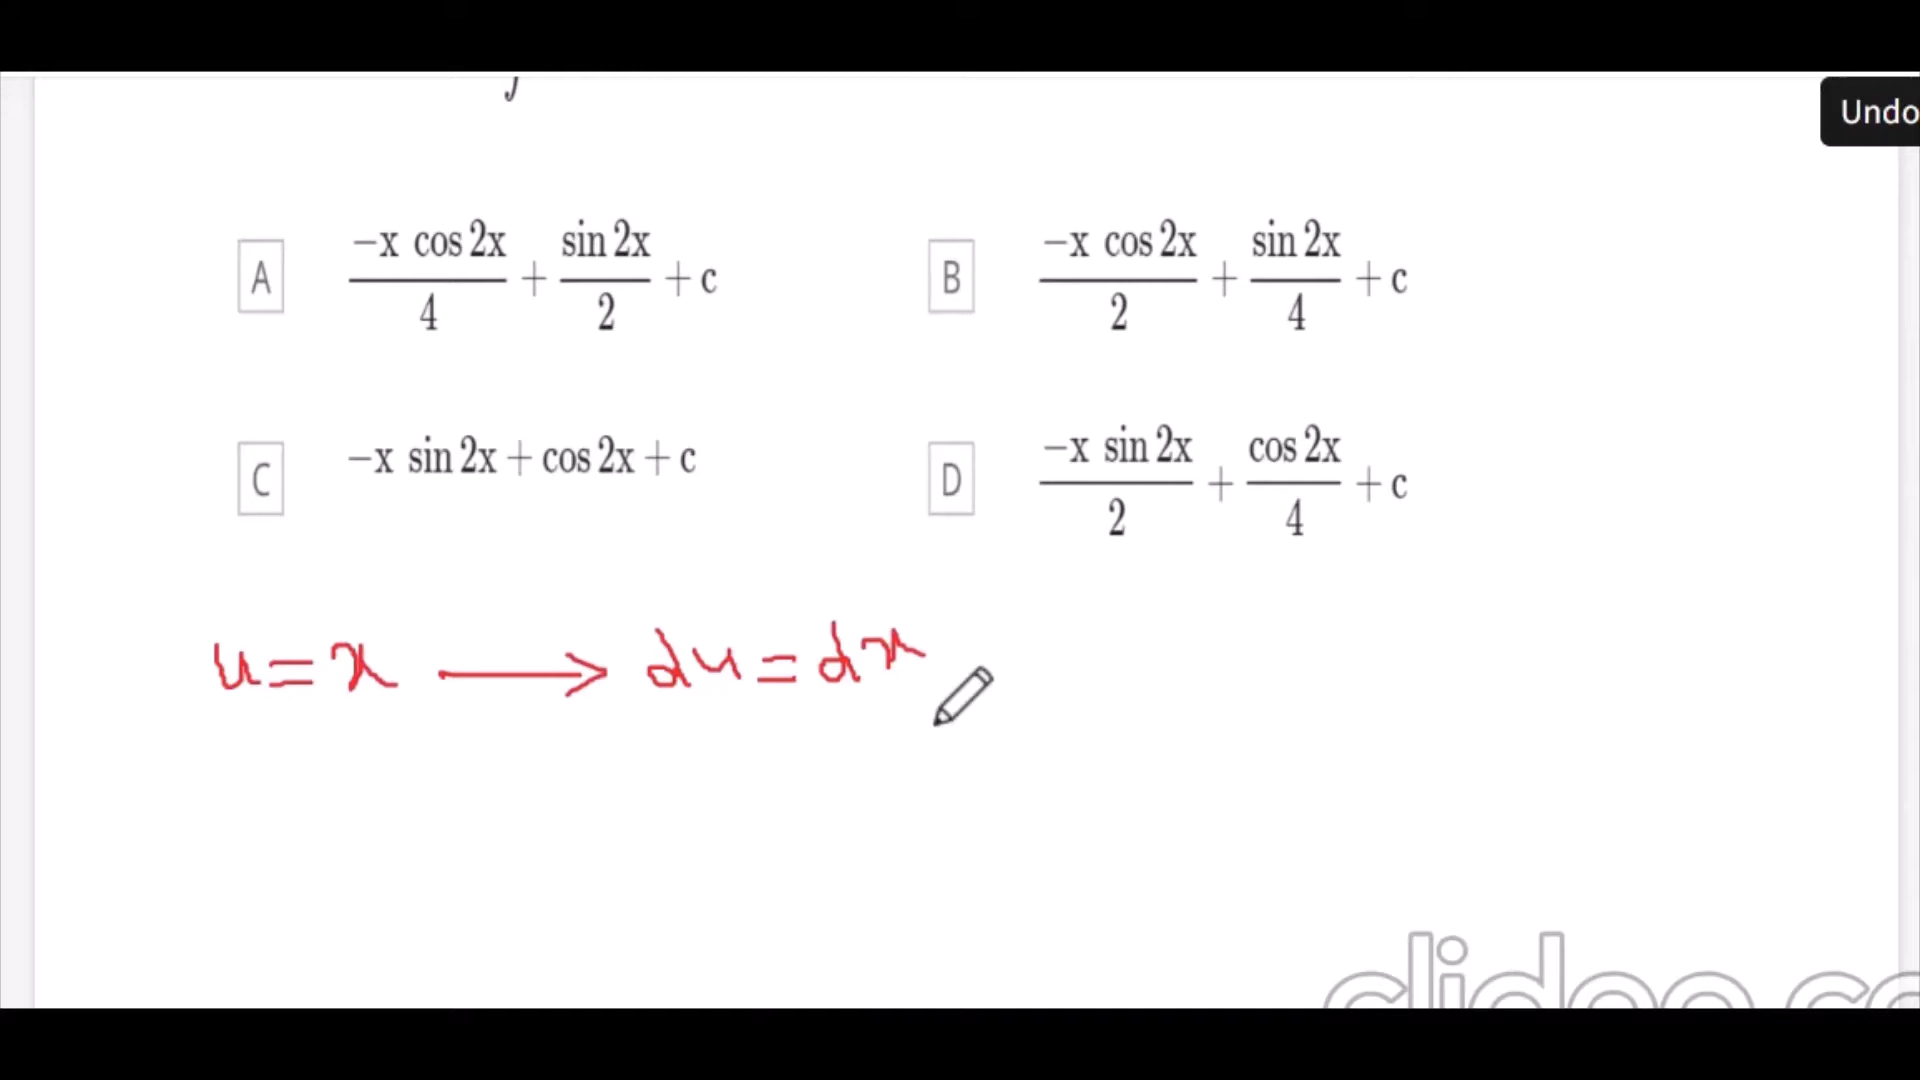 Undo
A  −x cos 2x / 4 + sin 2x / 2 + c
B  −x cos 2x / 2 + sin 2x / 4 + c
C  −x sin 2x + cos 2x + c
D  −x sin 2x / 2 + cos 2x / 4 + c
u = x ⟶ du = dx